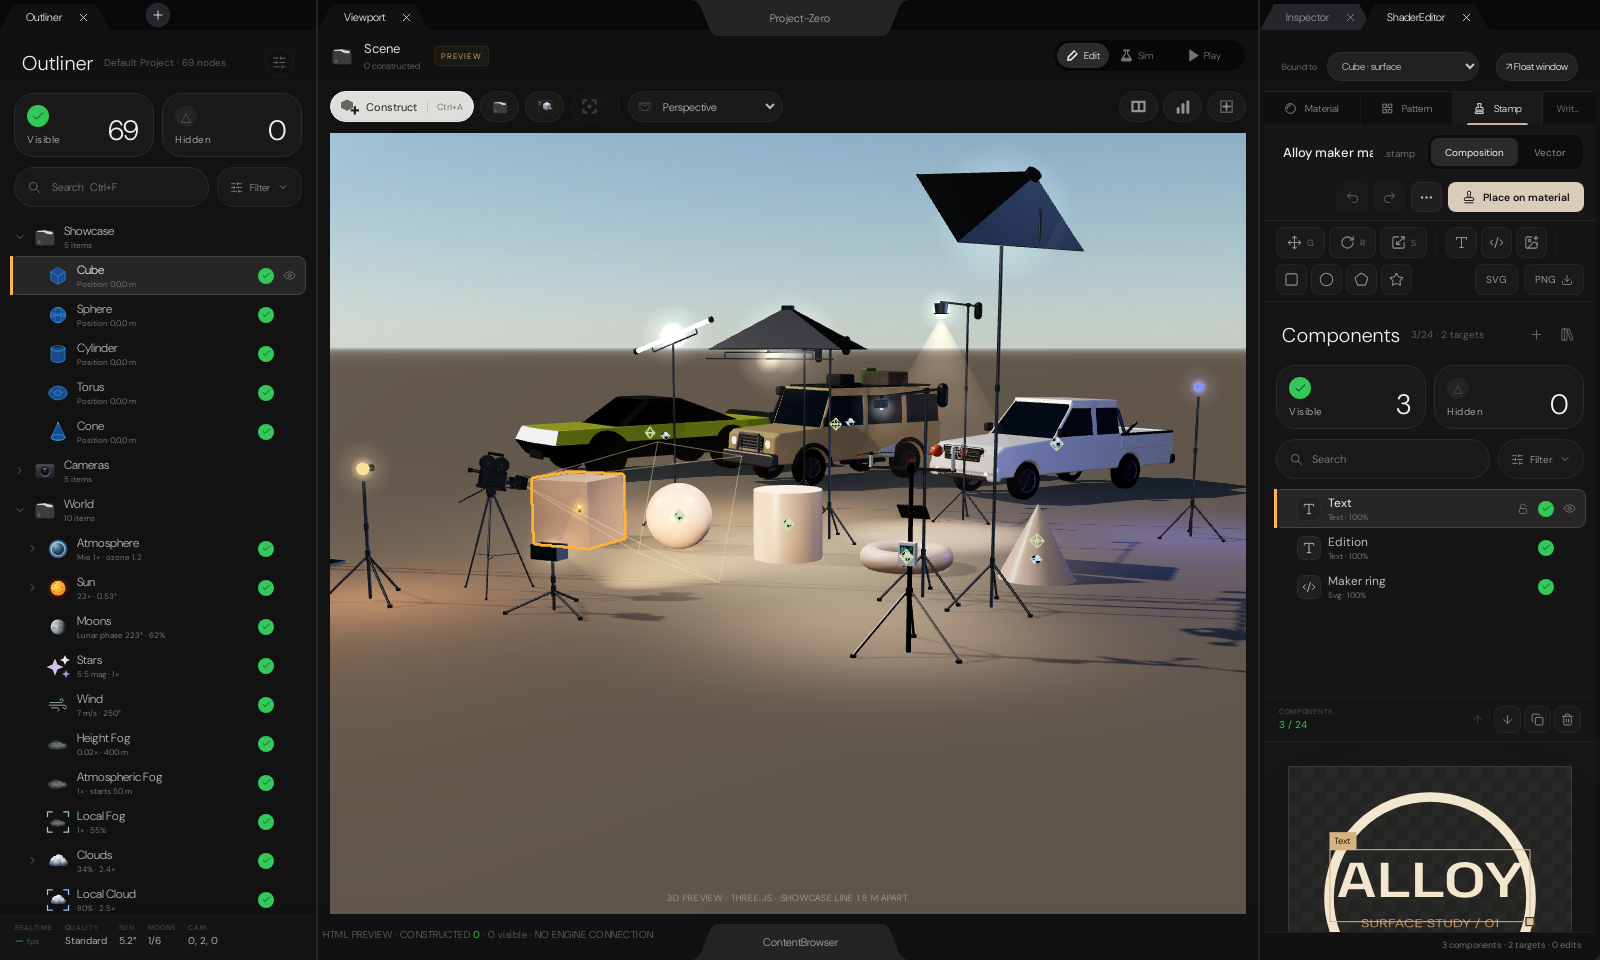 Outliner
Viewport
Project-Zero
Inspector
ShaderEditor
Outliner
Default Project · 69 nodes
Visible
69
Hidden
0
Search Ctrl+F
Filter
Showcase
5 items
Cube
Position 0,0,0 m
Sphere
Position 0,0,0 m
Cylinder
Position 0,0,0 m
Torus
Position 0,0,0 m
Cone
Position 0,0,0 m
Cameras
5 items
World
10 items
Atmosphere
Mie 1× · ozone 1.2
Sun
22× · 0.53°
Moons
Lunar phase 223° · 62%
Stars
5.5 mag · 1×
Wind
7 m/s · 250°
Height Fog
0.02× · 400 m
Atmospheric Fog
1× · starts 50 m
Local Fog
1× · 55%
Clouds
34% · 2.4×
Local Cloud
80% · 2.5×
REALTIME
— fps
QUALITY
Standard
SUN
5.2°
MOONS
1/6
CAM
0, 2, 0
Scene
0 constructed
PREVIEW
Edit
Sim
Play
Construct
Ctrl+A
Perspective
3D PREVIEW · THREE.JS · SHOWCASE LINE 1.8 M APART
HTML PREVIEW · CONSTRUCTED 0 · 0 visible · NO ENGINE CONNECTION
ContentBrowser
Bound to
Cube · surface
Float window
Material
Pattern
Stamp
Writ...
Alloy maker ma
.stamp
Composition
Vector
Place on material
G
R
S
SVG
PNG
Components
3/24 · 2 targets
Visible
3
Hidden
0
Search
Filter
Text
Text · 100%
Edition
Text · 100%
Maker ring
Svg · 100%
COMPONENTS
3 / 24
Text
ALLOY
SURFACE STUDY / 01
3 components · 2 targets · 0 edits